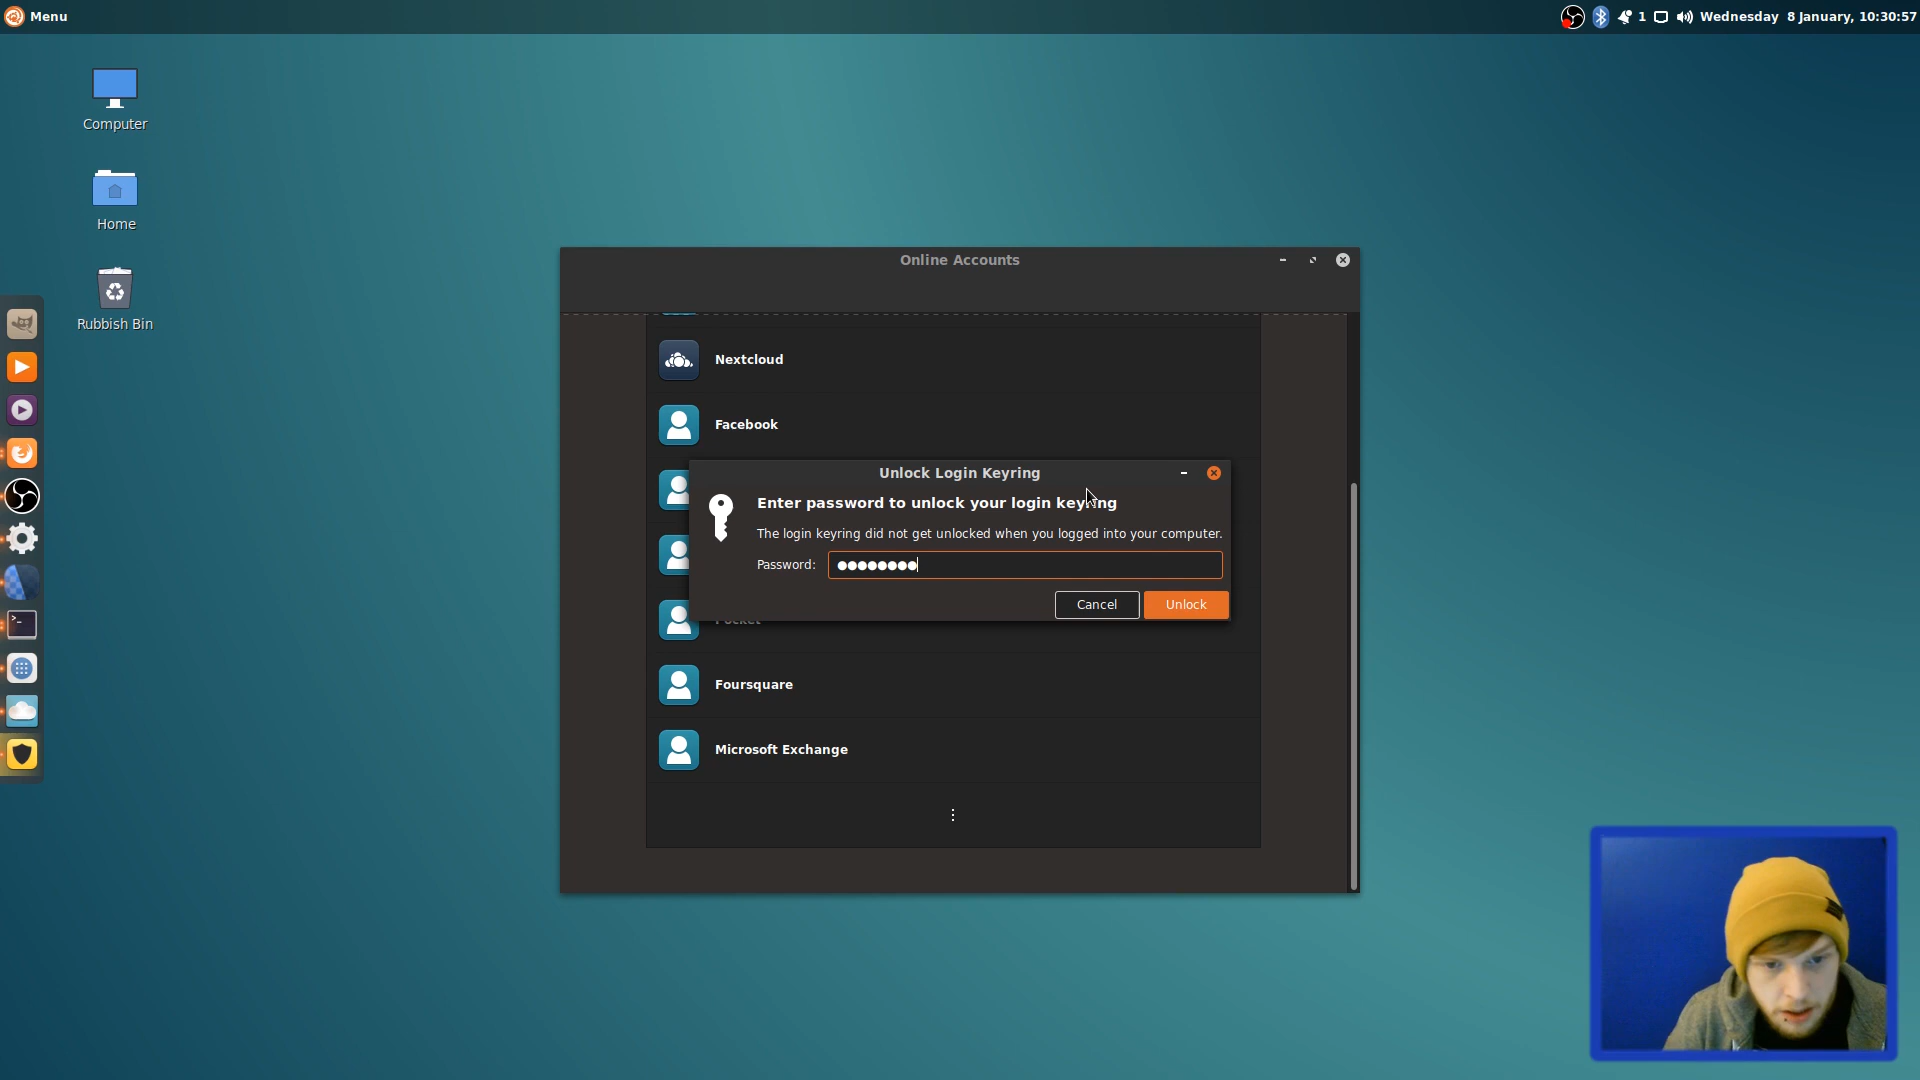 Menu
1
Wednesday 8 January, 10:30:57
Computer
Home
Rubbish Bin
Online Accounts
Nextcloud
Facebook
Unlock Login Keyring
Enter password to unlock your login keyring
The login keyring did not get unlocked when you logged into your computer.
Password:
Cancel
Unlock
Pocket
Foursquare
Microsoft Exchange